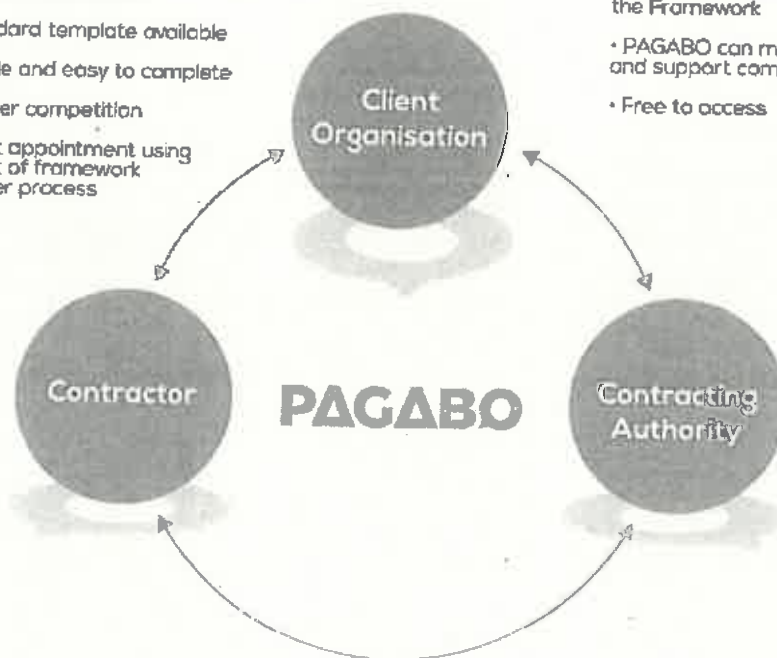 dard template available
le and easy to complete
er competition
t appointment using
t of framework
er process
the Framework
• PAGABO can m
and support com
• Free to access
Client
Organisation
Contractor
PAGABO
Contracting
Authority